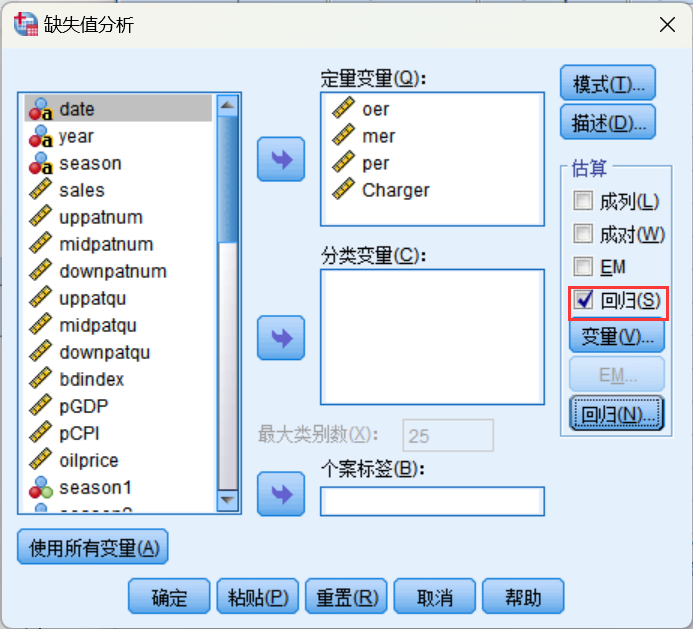 缺失值分析
date
year
season
sales
uppatnum
midpatnum
downpatnum
uppatqu
midpatqu
downpatqu
bdindex
pGDP
pCPI
oilprice
season1
定量变量(Q):
oer
mer
per
Charger
分类变量(C):
最大类别数(X): 25
个案标签(B):
模式(T)...
描述(D)...
估算
成列(L)
成对(W)
EM
回归(S)
变量(V)...
EM...
回归(N)...
使用所有变量(A)
确定 粘贴(P) 重置(R) 取消 帮助